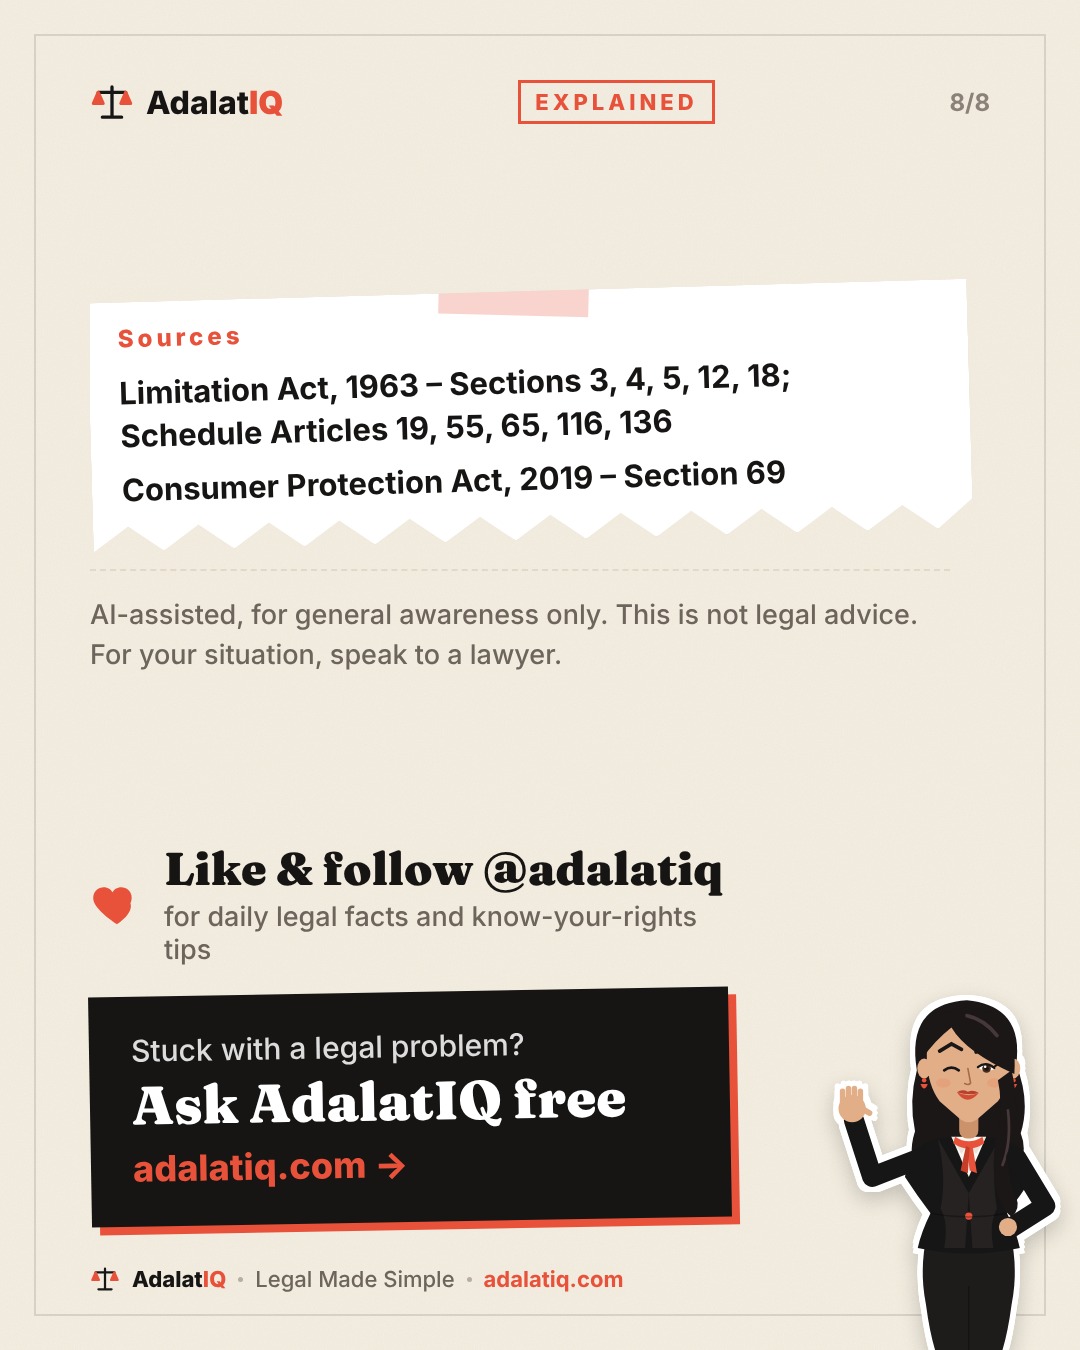 AdalatIQ
EXPLAINED
8/8
Sources
Limitation Act, 1963 – Sections 3, 4, 5, 12, 18;
Schedule Articles 19, 55, 65, 116, 136
Consumer Protection Act, 2019 – Section 69
AI-assisted, for general awareness only. This is not legal advice.
For your situation, speak to a lawyer.
Like & follow @adalatiq
for daily legal facts and know-your-rights
tips
Stuck with a legal problem?
Ask AdalatIQ free
adalatiq.com →
AdalatIQ • Legal Made Simple • adalatiq.com